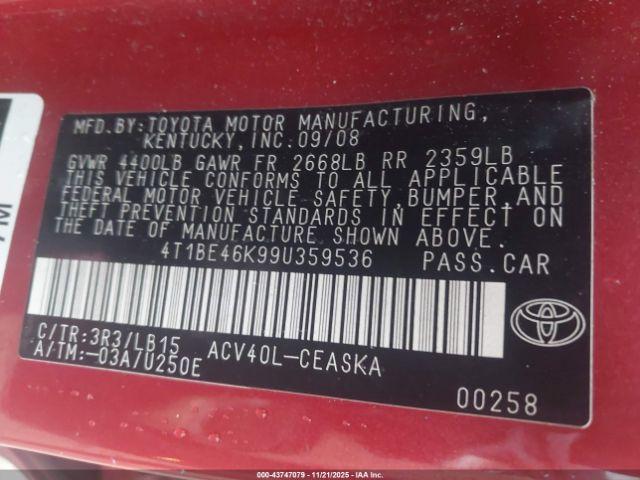 MFD.BY:TOYOTA MOTOR MANUFACTURING,
KENTUCKY, INC.09/08
GVWR 4400LB GAWR FR 2668LB RR 2359LB
THIS VEHICLE CONFORMS TO ALL APPLICABLE
FEDERAL MOTOR VEHICLE SAFETY,BUMPER,AND
THEFT PREVENTION STANDARDS IN EFFECT ON
THE DATE OF MANUFACTURE SHOWN ABOVE.
4T1BE46K99U359536 PASS.CAR
C/TR:3R3/LB15 ACV40L-CEASKA
A/TM:-03A/U250E
00258
000-43747079 11/21/2025 IAAI.COM